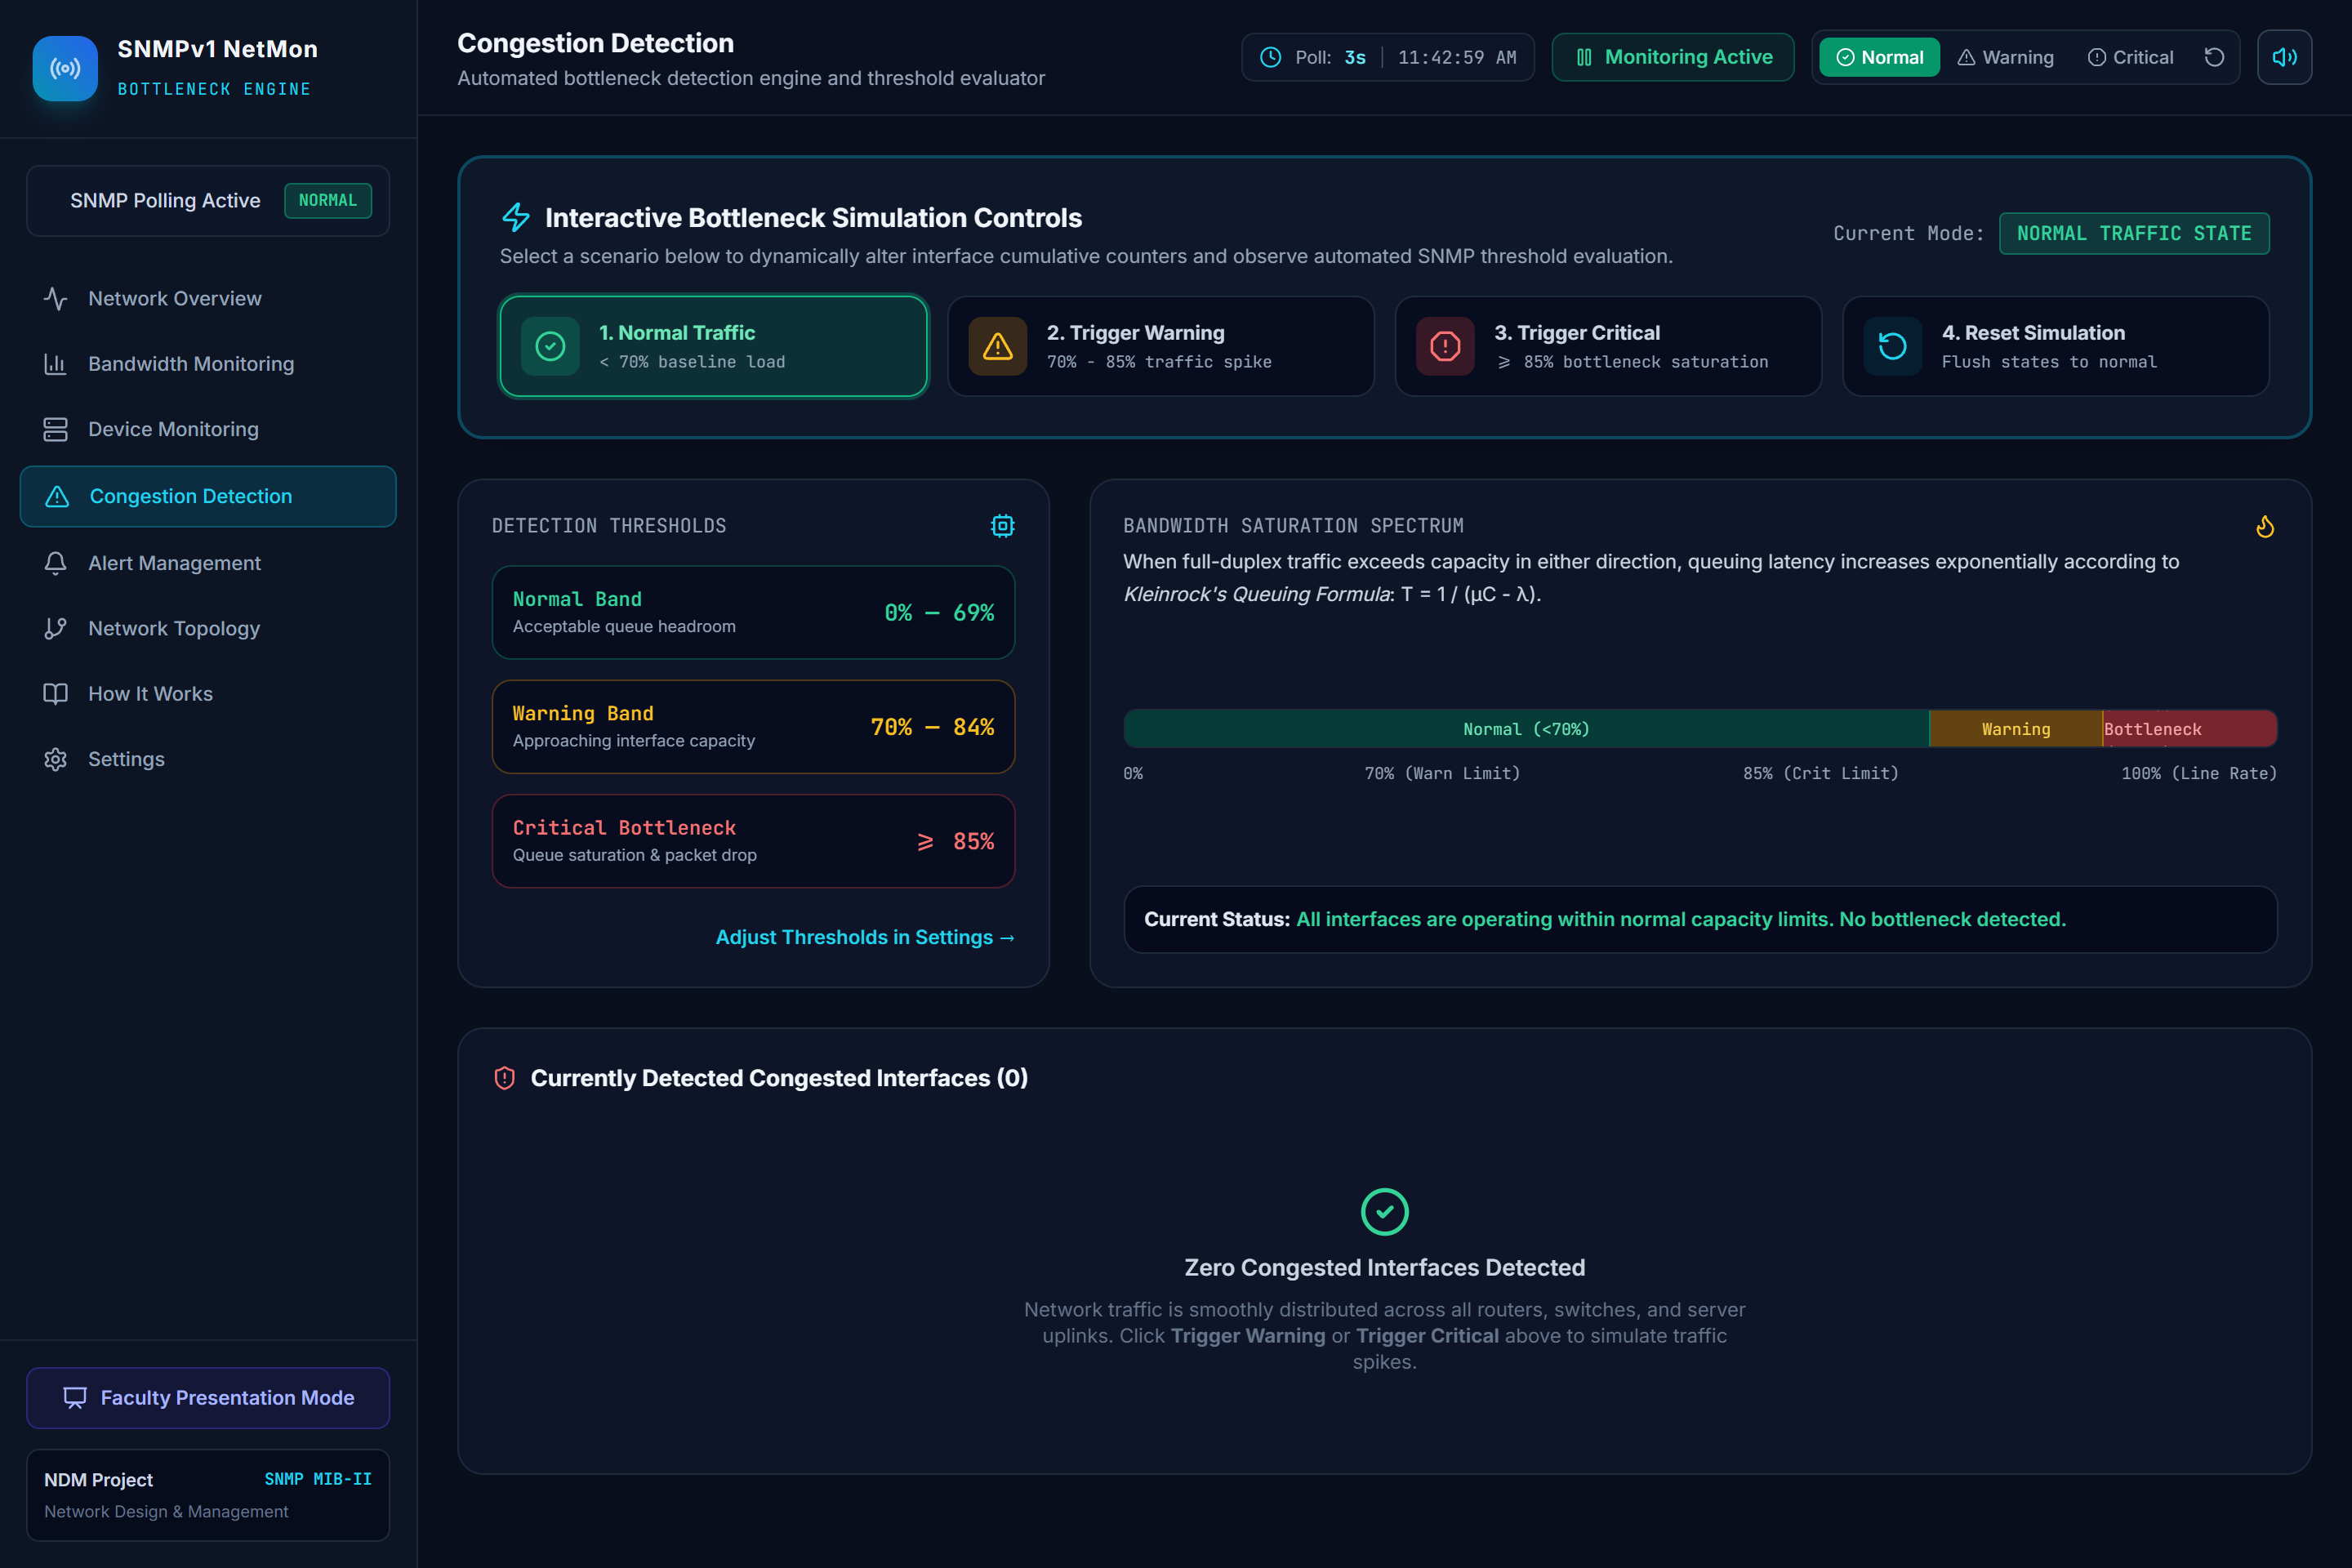 SNMPv1 NetMon
BOTTLENECK ENGINE
SNMP Polling Active NORMAL
Network Overview
Bandwidth Monitoring
Device Monitoring
Congestion Detection
Alert Management
Network Topology
How It Works
Settings
Faculty Presentation Mode
NDM Project SNMP MIB-II
Network Design & Management
Congestion Detection
Automated bottleneck detection engine and threshold evaluator
Poll: 3s 11:42:59 AM
Monitoring Active
Normal Warning Critical
Interactive Bottleneck Simulation Controls
Select a scenario below to dynamically alter interface cumulative counters and observe automated SNMP threshold evaluation.
Current Mode: NORMAL TRAFFIC STATE
1. Normal Traffic
< 70% baseline load
2. Trigger Warning
70% - 85% traffic spike
3. Trigger Critical
≥ 85% bottleneck saturation
4. Reset Simulation
Flush states to normal
DETECTION THRESHOLDS
Normal Band
Acceptable queue headroom
0% – 69%
Warning Band
Approaching interface capacity
70% – 84%
Critical Bottleneck
Queue saturation & packet drop
≥ 85%
Adjust Thresholds in Settings →
BANDWIDTH SATURATION SPECTRUM
When full-duplex traffic exceeds capacity in either direction, queuing latency increases exponentially according to
Kleinrock's Queuing Formula: T = 1 / (μC - λ).
Normal (<70%) Warning Bottleneck
0% 70% (Warn Limit) 85% (Crit Limit) 100% (Line Rate)
Current Status: All interfaces are operating within normal capacity limits. No bottleneck detected.
Currently Detected Congested Interfaces (0)
Zero Congested Interfaces Detected
Network traffic is smoothly distributed across all routers, switches, and server
uplinks. Click Trigger Warning or Trigger Critical above to simulate traffic
spikes.